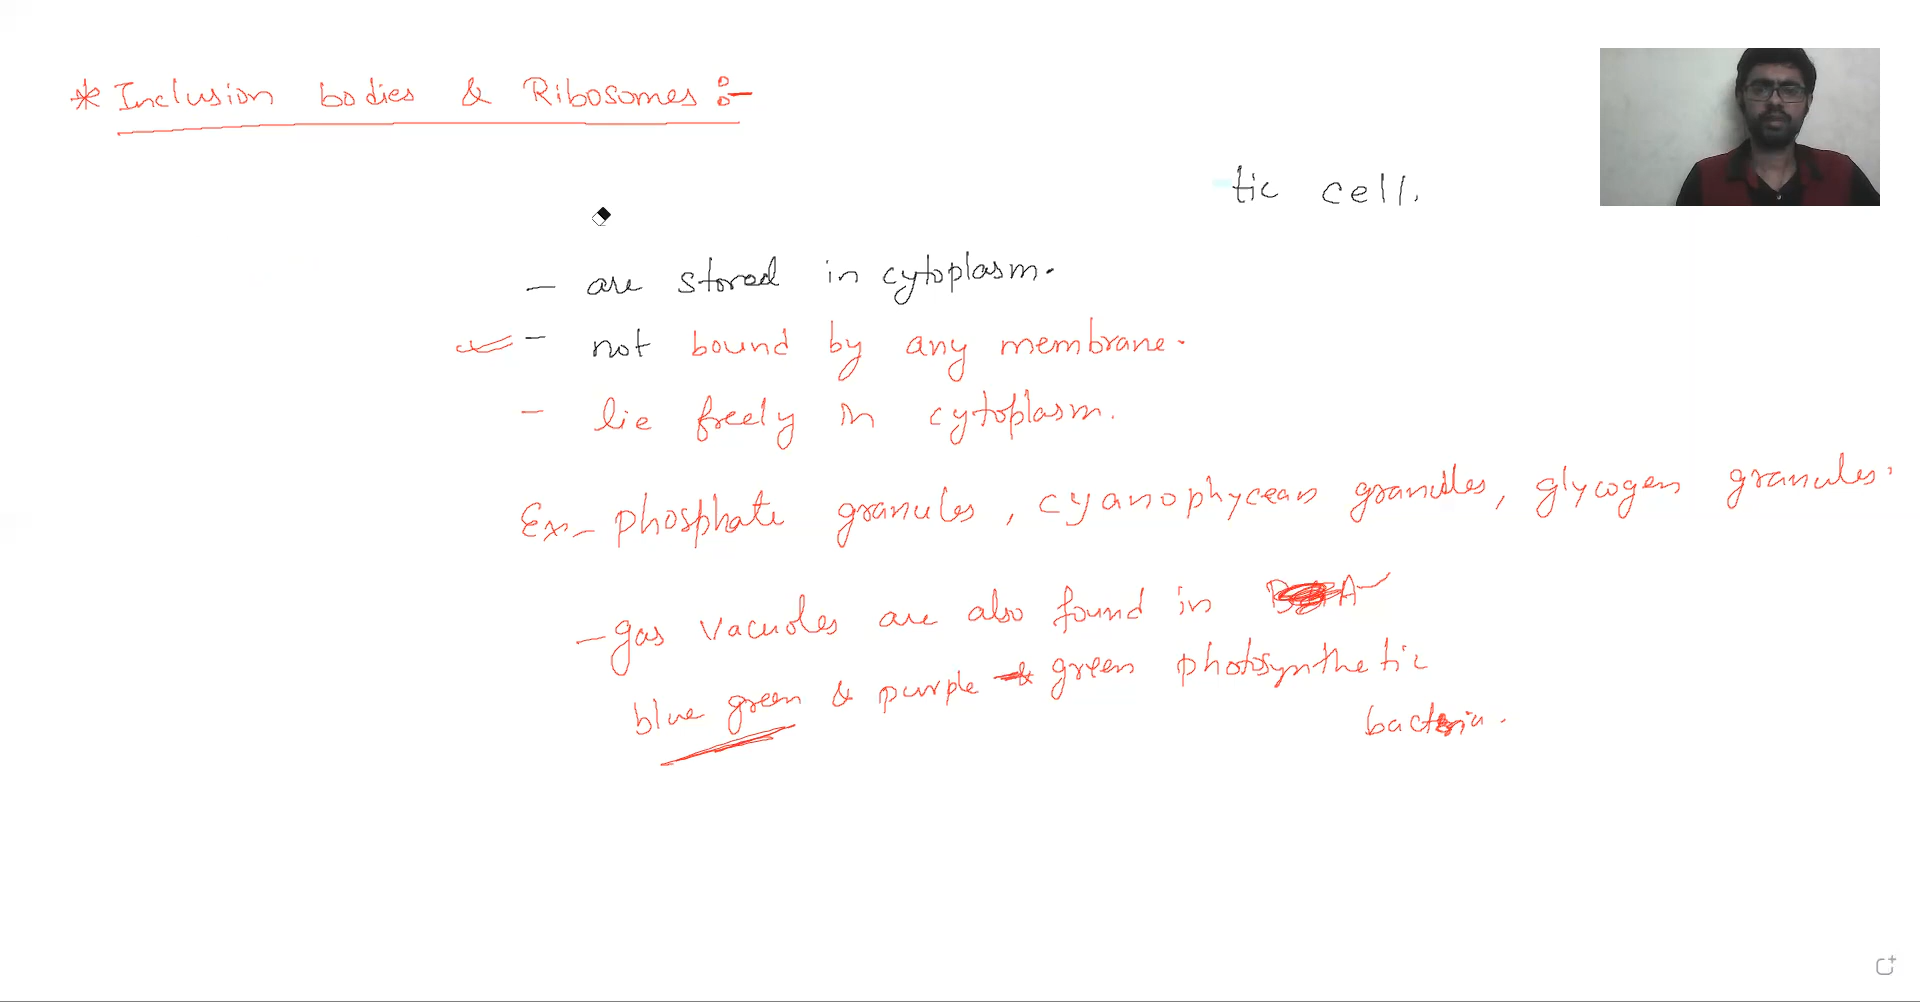 * Inclusion bodies & Ribosomes :-
tic cell.
- are stored in cytoplasm.
- not bound by any membrane.
- lie freely in cytoplasm.
Ex- phosphate granules, cyanophycean granules, glycogen granules.
- gas vacuoles are also found in
blue green & purple & green photosynthetic
bacteria.